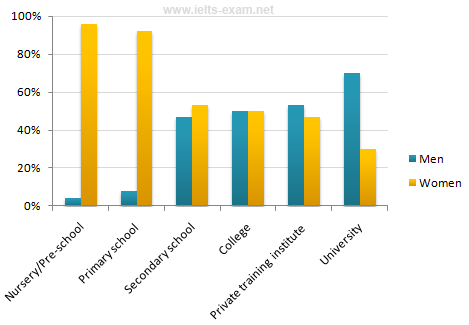 www.ielts-exam.net
100%
80%
60%
40%
20%
0%
Nursery/Pre-school
Primary school
Secondary school
College
Private training institute
University
Men
Women